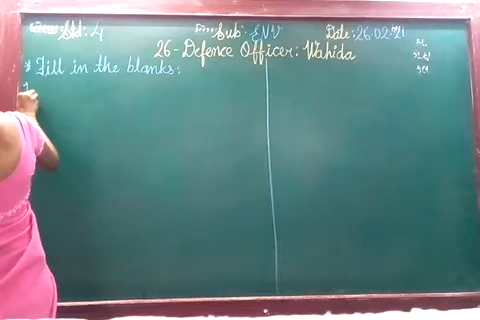 Std: 4 Sub: ENV Date: 26.02.21
26 - Defence Officer: Wahida
* Fill in the blanks: